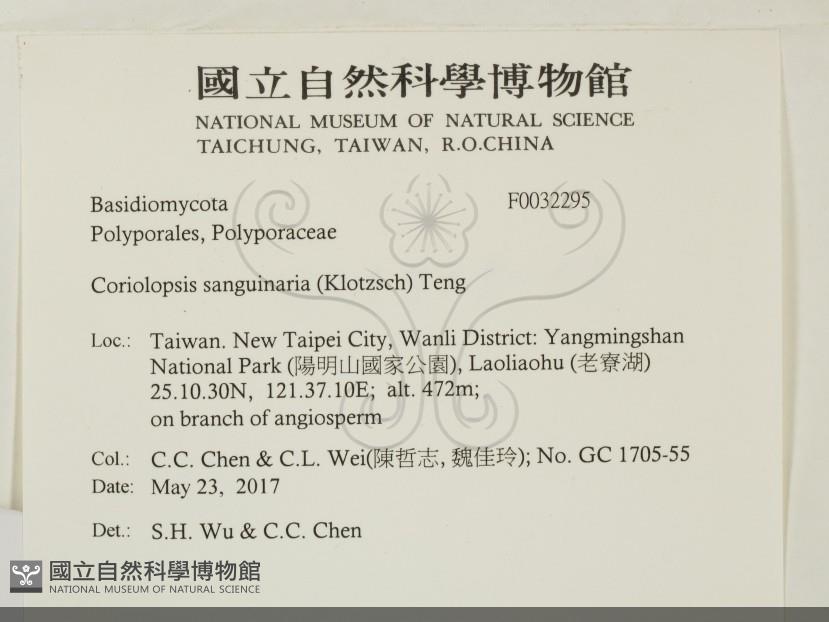 國立自然科學博物館
NATIONAL MUSEUM OF NATURAL SCIENCE
TAICHUNG, TAIWAN, R.O.CHINA
Basidiomycota F0032295
Polyporales, Polyporaceae
Coriolopsis sanguinaria (Klotzsch) Teng
Loc.: Taiwan. New Taipei City, Wanli District: Yangmingshan
National Park (陽明山國家公園), Laoliaohu (老寮湖)
25.10.30N, 121.37.10E; alt. 472m;
on branch of angiosperm
Col.: C.C. Chen & C.L. Wei(陳哲志, 魏佳玲); No. GC 1705-55
Date: May 23, 2017
Det.: S.H. Wu & C.C. Chen
國立自然科學博物館
NATIONAL MUSEUM OF NATURAL SCIENCE